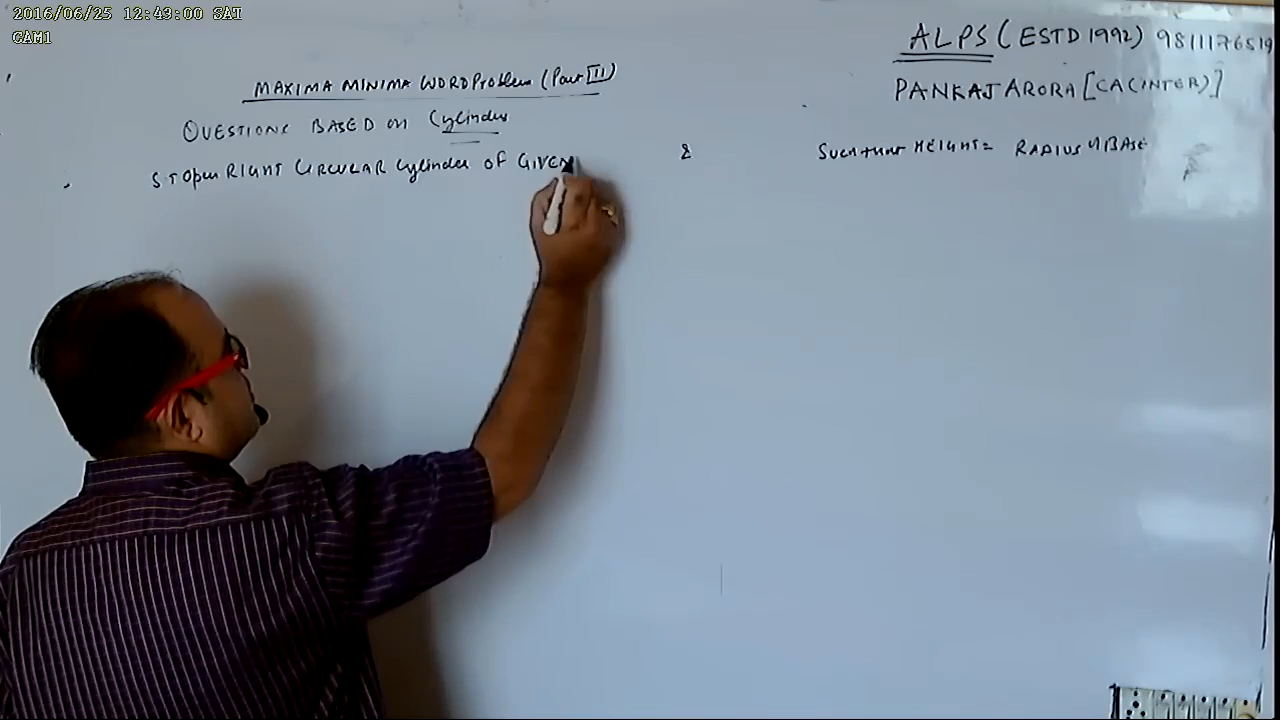 2016/06/25 12:43:00 SAT
CAM1
ALPS (ESTD 1992) 9811176519
PANKAJ ARORA [CA CINTER)]
MAXIMA MINIMA WORD Problem (Part III)
QUESTIONS BASED ON Cylinder
S T Open RIGHT CIRCULAR Cylinder OF GIVEN & SUCH THAT HEIGHT = RADIUS OF BASE